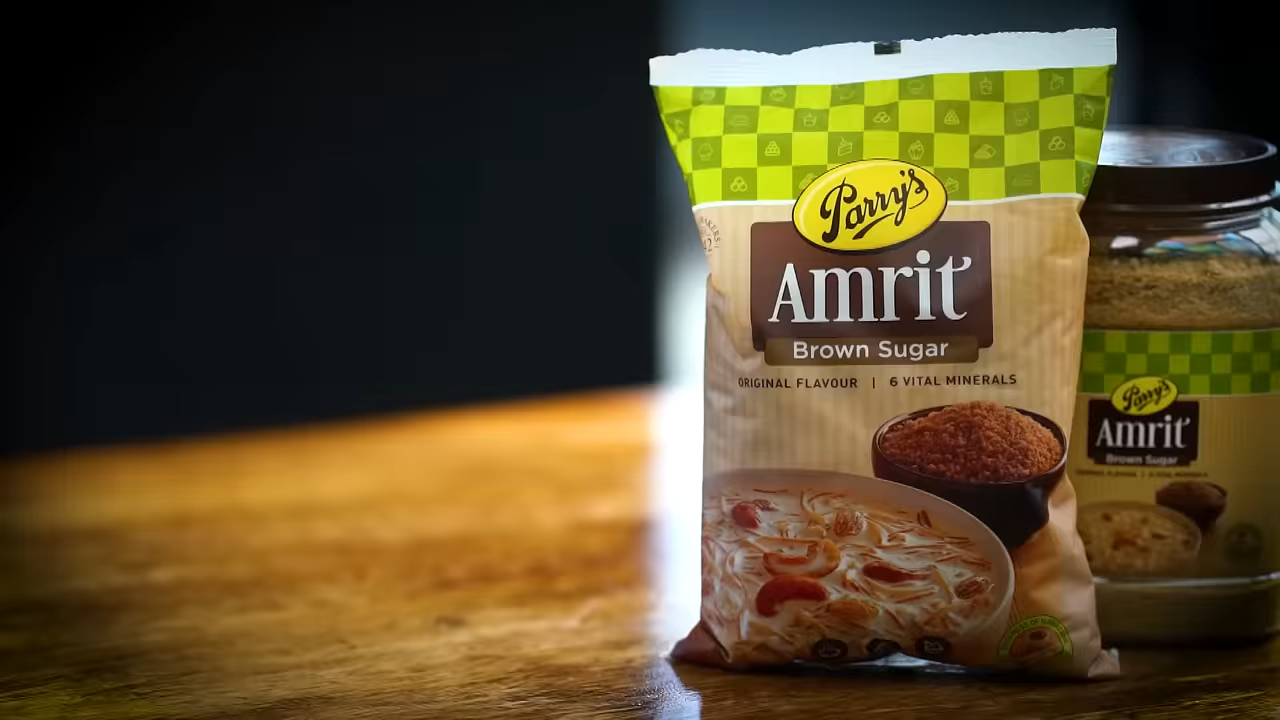 Parry's
Amrit
Brown Sugar
ORIGINAL FLAVOUR | 6 VITAL MINERALS
Parry's
Amrit
Brown Sugar